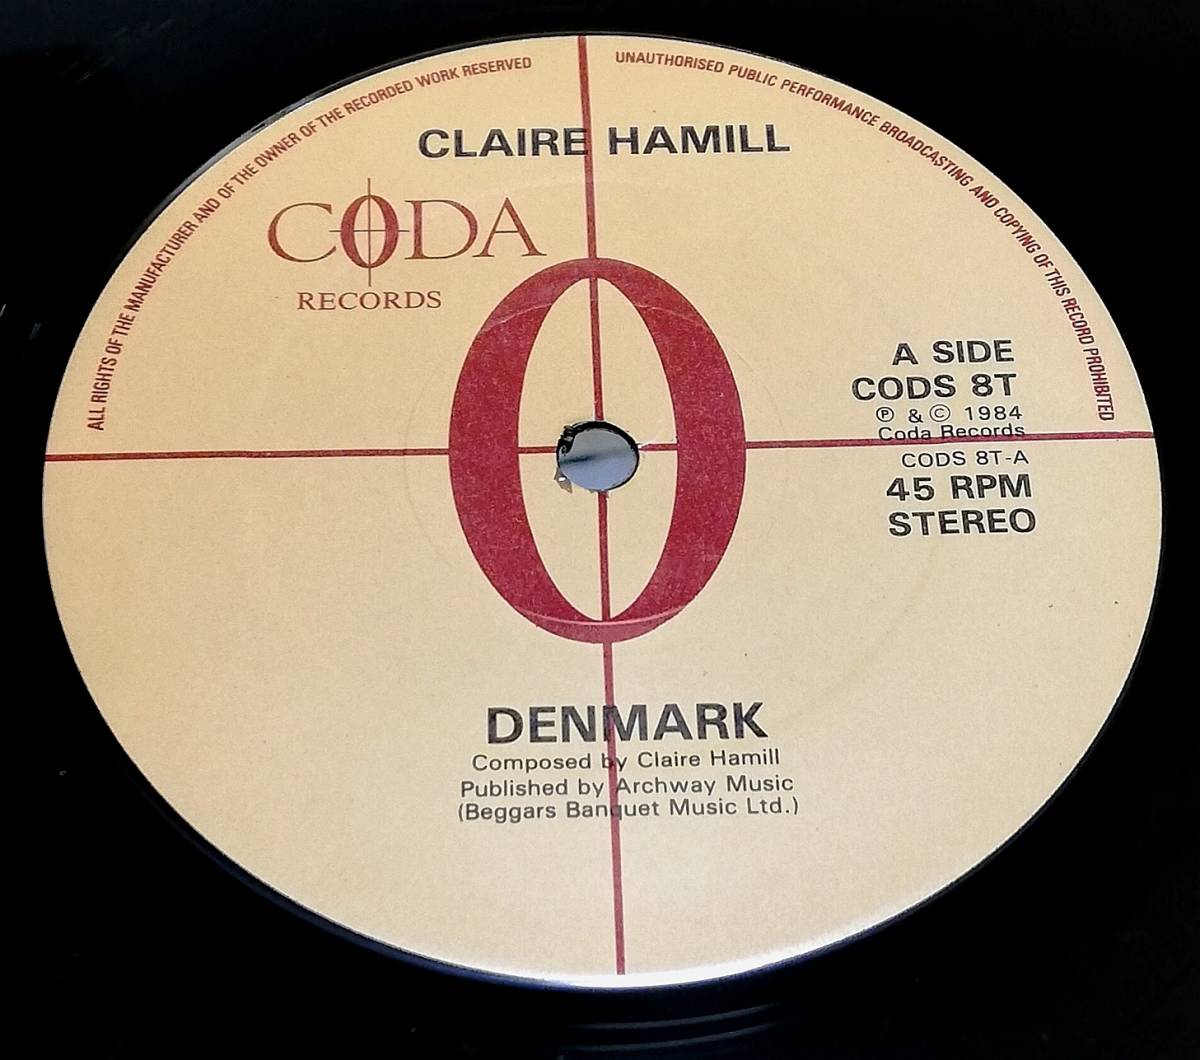 ALL RIGHTS OF THE MANUFACTURER AND OF THE OWNER OF THE RECORDED WORK RESERVED
UNAUTHORISED PUBLIC PERFORMANCE BROADCASTING AND COPYING OF THIS RECORD PROHIBITED
CLAIRE HAMILL
CODA
RECORDS
A SIDE
CODS 8T
℗ & © 1984
Coda Records
CODS 8T-A
45 RPM
STEREO
DENMARK
Composed by Claire Hamill
Published by Archway Music
(Beggars Banquet Music Ltd.)